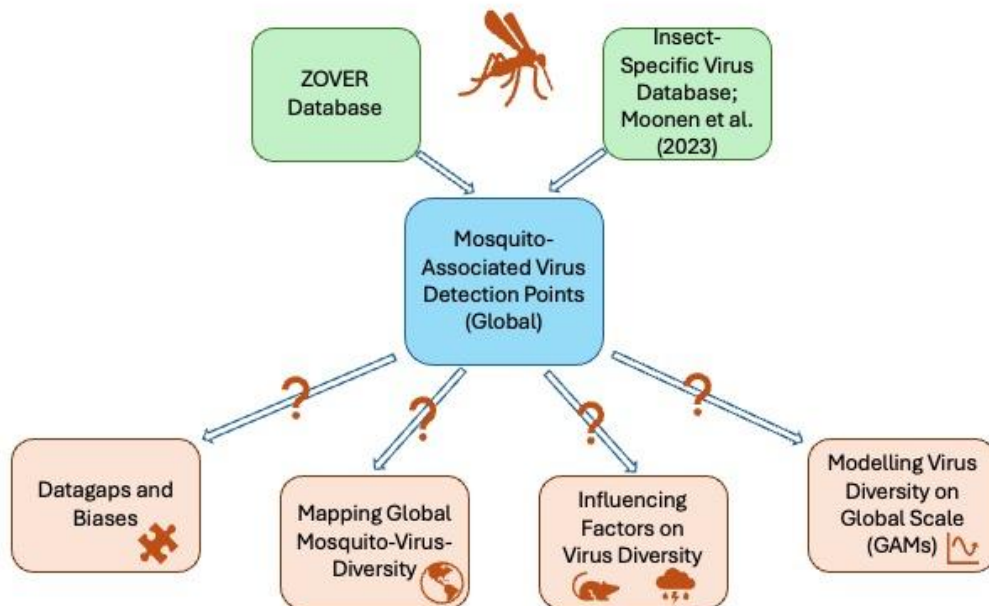 ZOVER
Database
Insect-
Specific Virus
Database;
Moonen et al.
(2023)
Mosquito-
Associated Virus
Detection Points
(Global)
?
?
?
?
Datagaps and
Biases
Mapping Global
Mosquito-Virus-
Diversity
Influencing
Factors on
Virus Diversity
Modelling Virus
Diversity on
Global Scale
(GAMs)